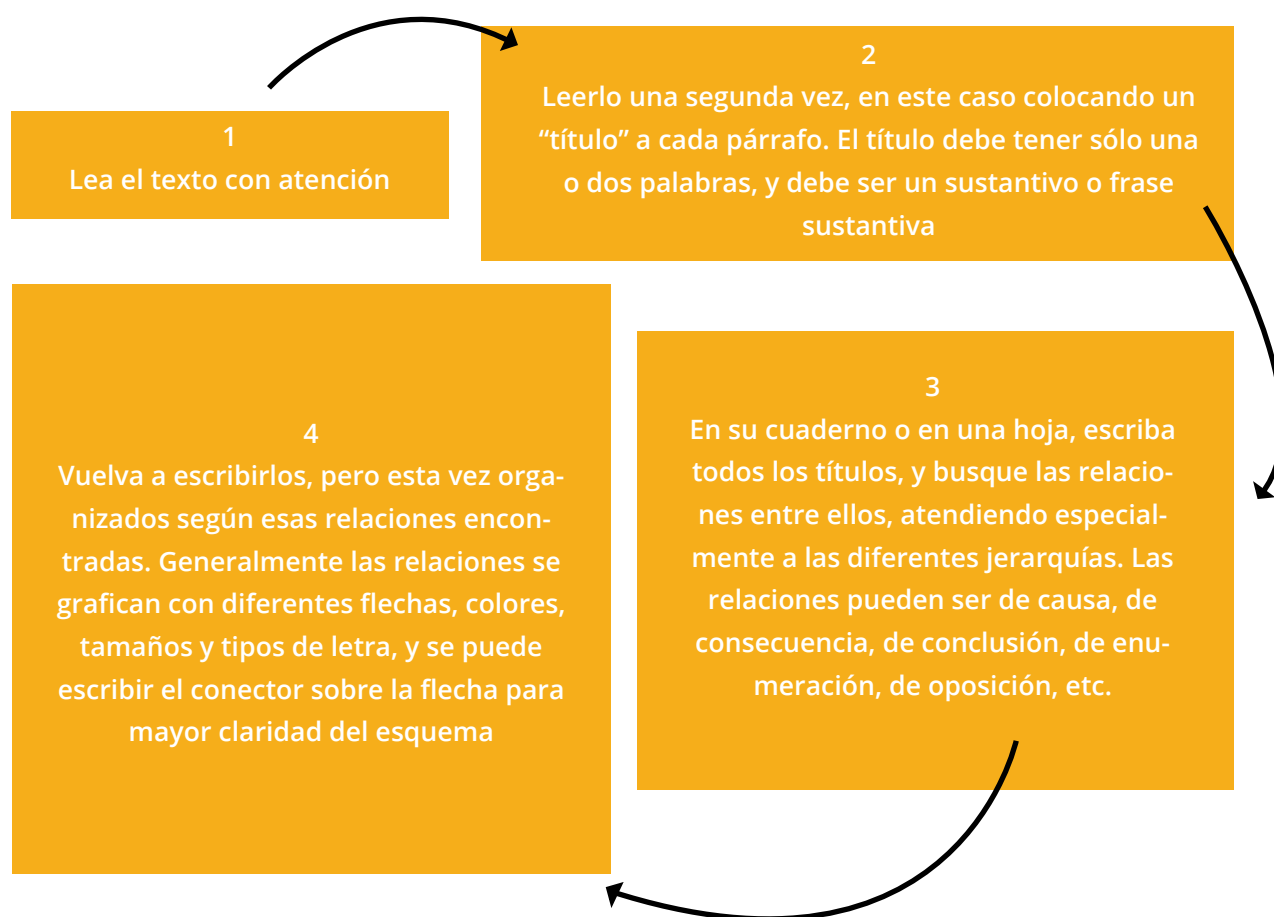 1
Lea el texto con atención
2
Leerlo una segunda vez, en este caso colocando un
“título” a cada párrafo. El título debe tener sólo una
o dos palabras, y debe ser un sustantivo o frase
sustantiva
3
En su cuaderno o en una hoja, escriba
todos los títulos, y busque las relacio-
nes entre ellos, atendiendo especial-
mente a las diferentes jerarquías. Las
relaciones pueden ser de causa, de
consecuencia, de conclusión, de enu-
meración, de oposición, etc.
4
Vuelva a escribirlos, pero esta vez orga-
nizados según esas relaciones encon-
tradas. Generalmente las relaciones se
grafican con diferentes flechas, colores,
tamaños y tipos de letra, y se puede
escribir el conector sobre la flecha para
mayor claridad del esquema